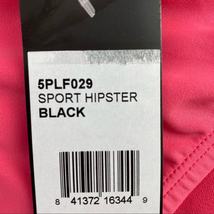 5PLF029
SPORT HIPSTER
BLACK
8 41372 16344 9